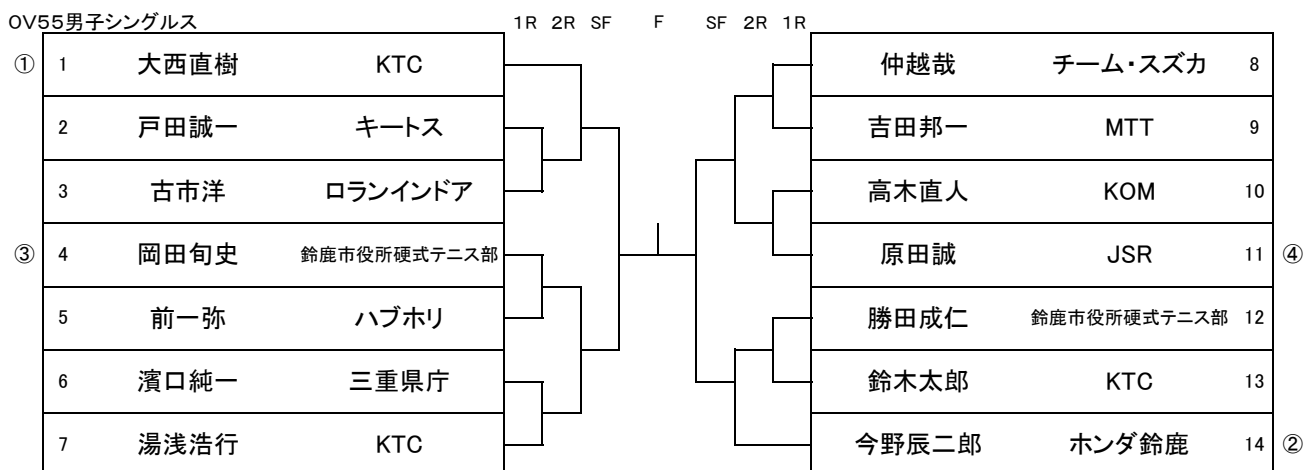 OV55男子シングルス 1R 2R SF F SF 2R 1R
① 1 大西直樹 KTC 仲越哉 チーム・スズカ 8
2 戸田誠一 キートス 吉田邦一 MTT 9
3 古市洋 ロランインドア 高木直人 KOM 10
③ 4 岡田旬史 鈴鹿市役所硬式テニス部 原田誠 JSR 11 ④
5 前一弥 ハブホリ 勝田成仁 鈴鹿市役所硬式テニス部 12
6 濱口純一 三重県庁 鈴木太郎 KTC 13
7 湯浅浩行 KTC 今野辰二郎 ホンダ鈴鹿 14 ②